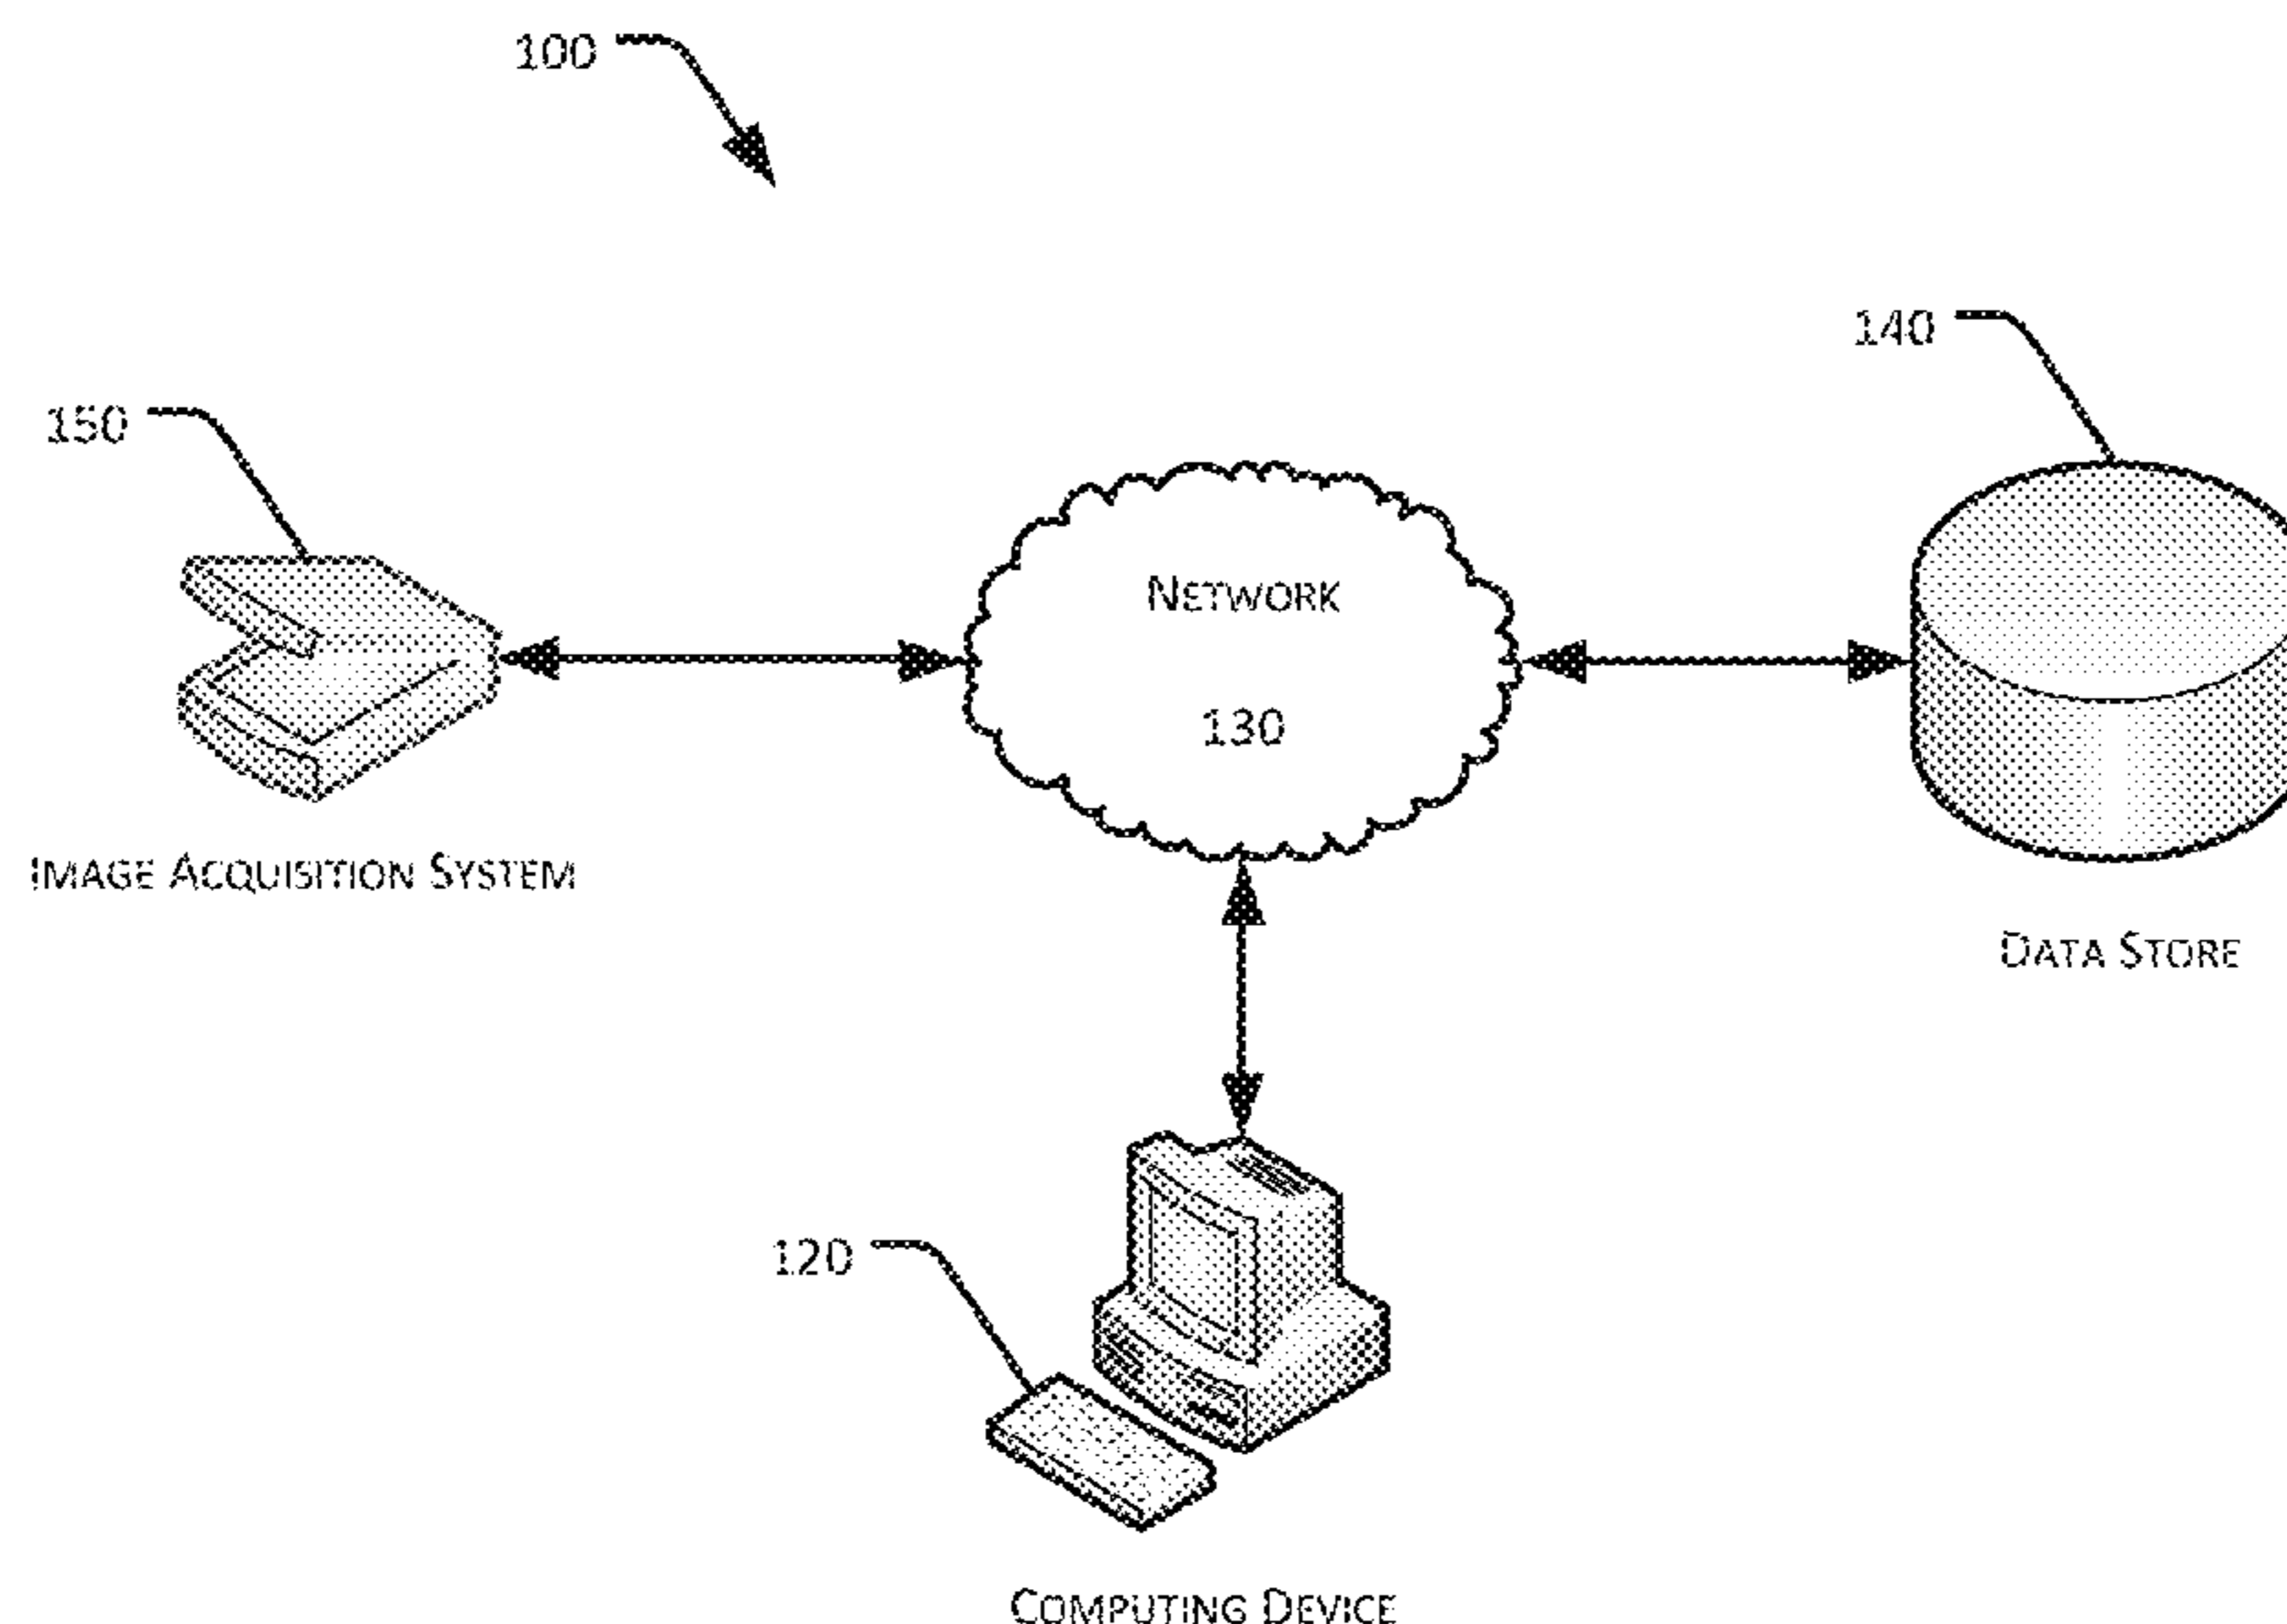 100
140
150
NETWORK
130
IMAGE ACQUISITION SYSTEM
DATA STORE
120
COMPUTING DEVICE